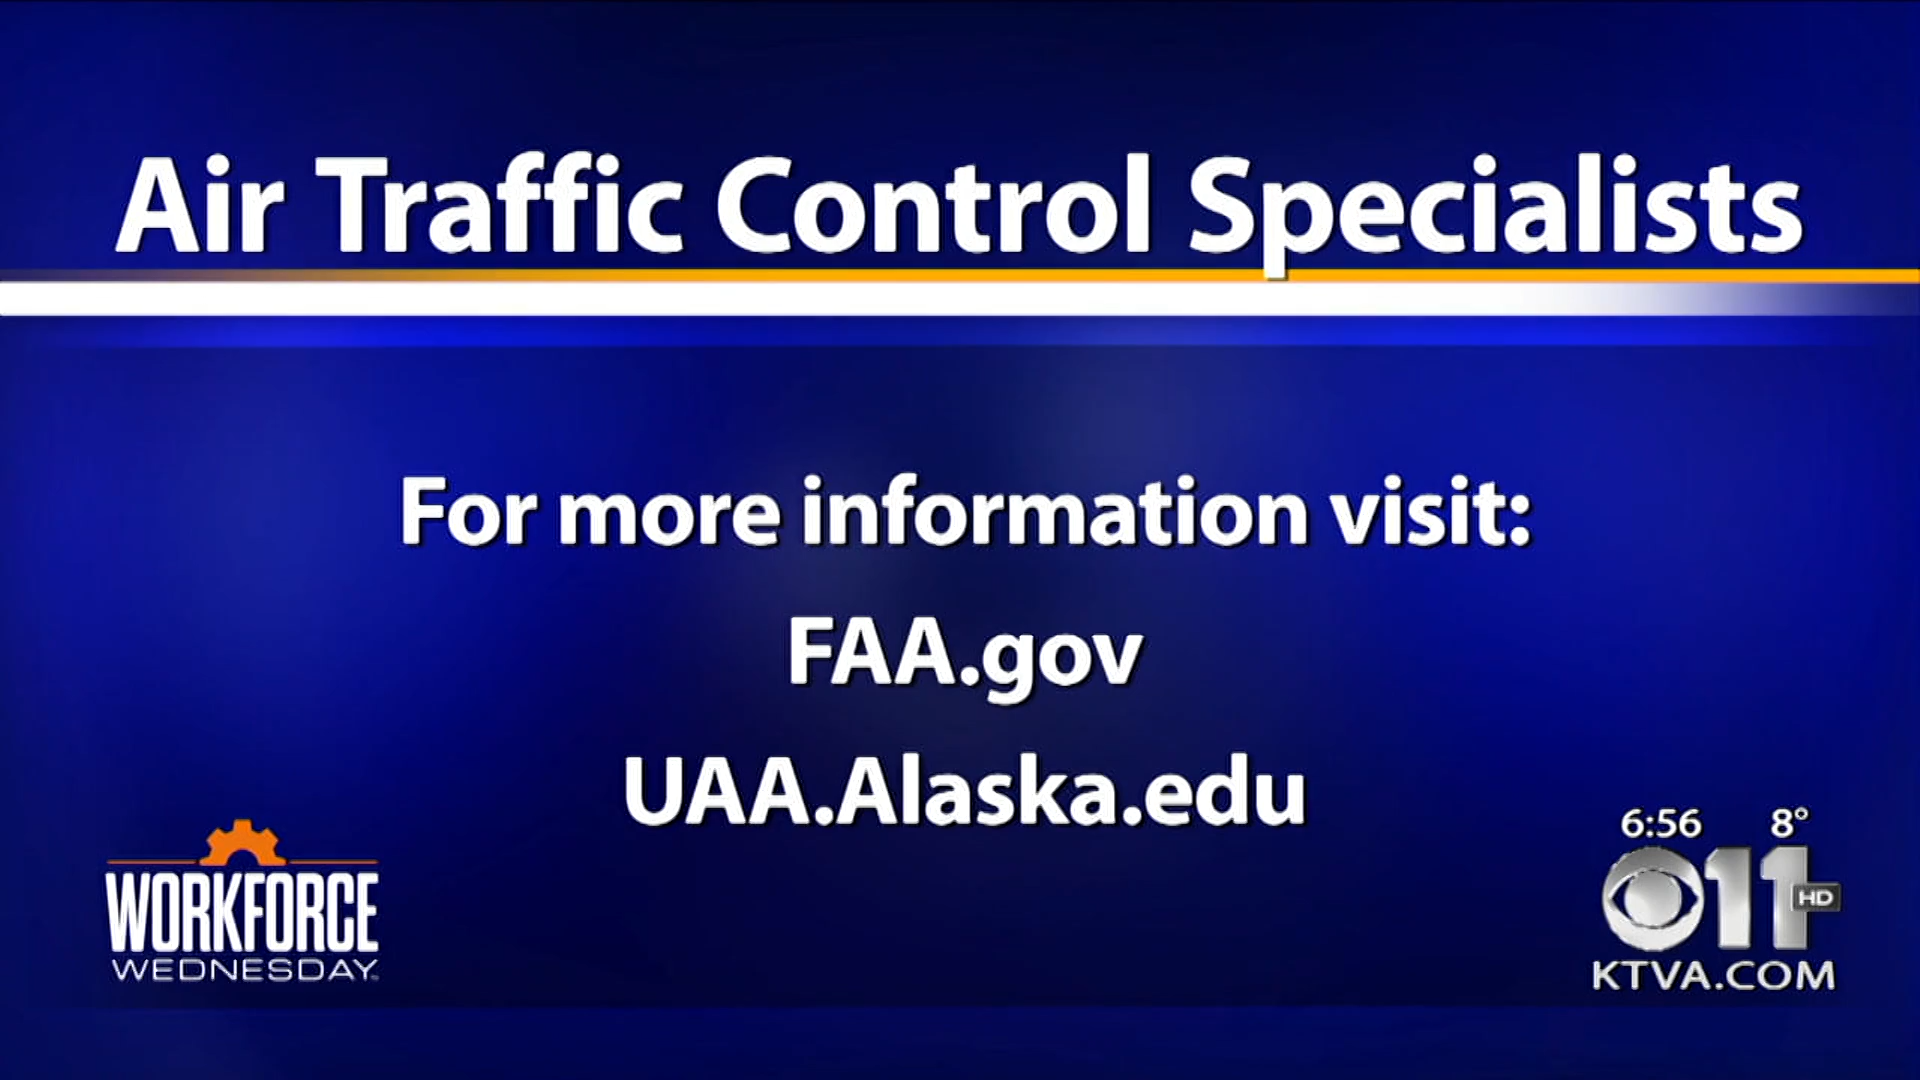 Air Traffic Control Specialists
For more information visit:
FAA.gov
UAA.Alaska.edu
WORKFORCE
WEDNESDAY
6:56 8°
11 HD
KTVA.COM